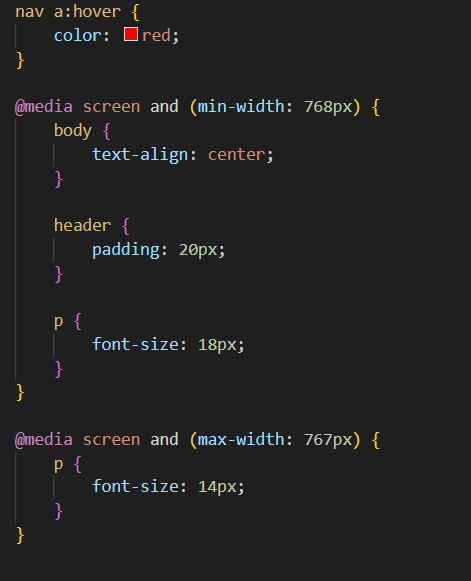 nav a:hover {
    color: red;
}

@media screen and (min-width: 768px) {
    body {
        text-align: center;
    }

    header {
        padding: 20px;
    }

    p {
        font-size: 18px;
    }
}

@media screen and (max-width: 767px) {
    p {
        font-size: 14px;
    }
}